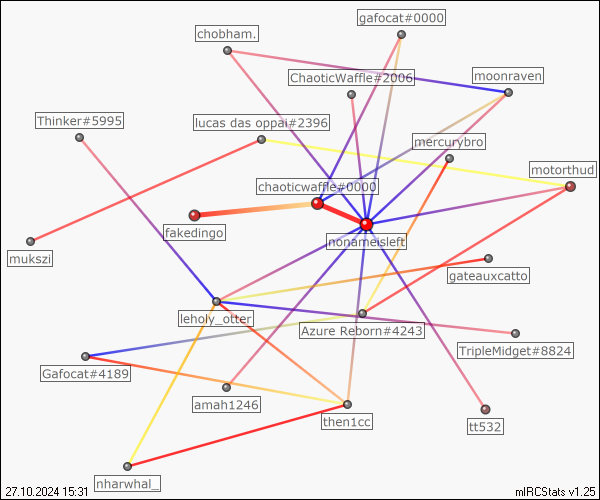 gafocat#0000
chobham.
ChaoticWaffle#2006
moonraven
Thinker#5995
lucas das oppai#2396
mercurybro
motorthud
chaoticwaffle#0000
fakedingo
nonameisleft
mukszi
gateauxcatto
leholy_otter
Azure Reborn#4243
TripleMidget#8824
Gafocat#4189
amah1246
then1cc
tt532
nharwhal_
27.10.2024 15:31
mIRCStats v1.25